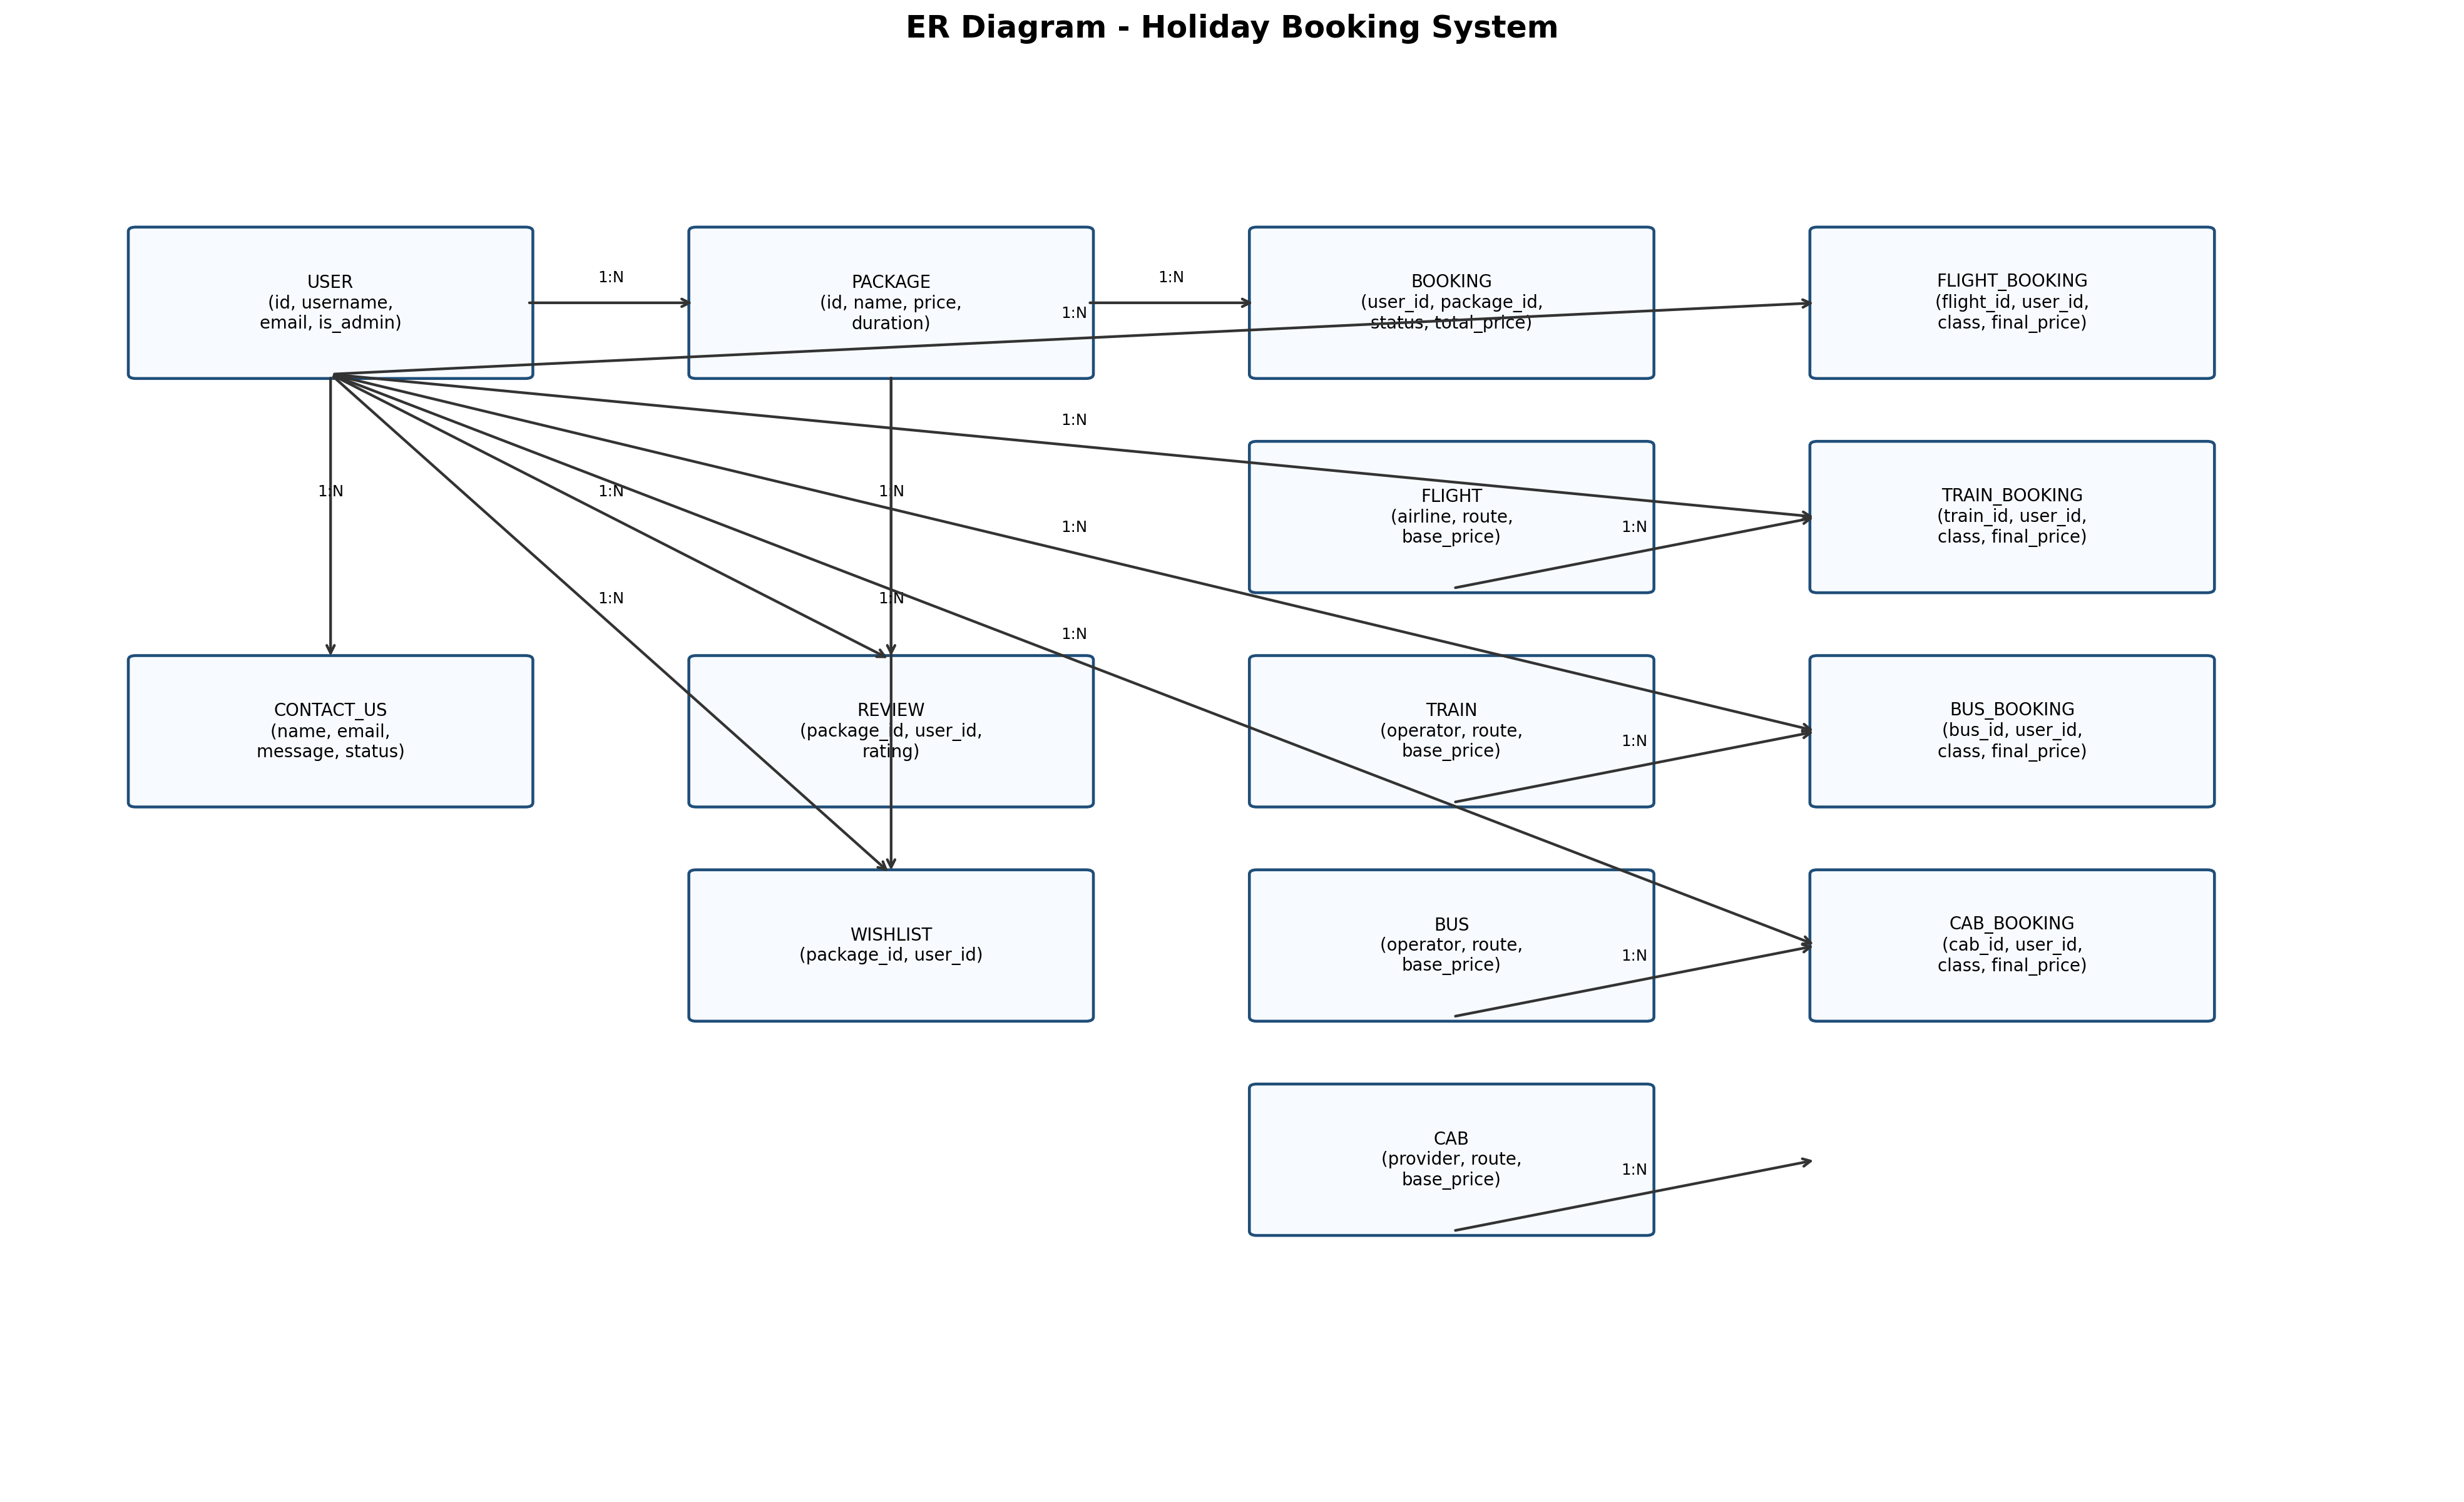 ER Diagram - Holiday Booking System
USER
(id, username,
email, is_admin)
1:N
PACKAGE
(id, name, price,
duration)
1:N
1:N
BOOKING
(user_id, package_id,
status, total_price)
FLIGHT_BOOKING
(flight_id, user_id,
class, final_price)
1:N
1:N
1:N
1:N
1:N
FLIGHT
(airline, route,
base_price)
1:N
TRAIN_BOOKING
(train_id, user_id,
class, final_price)
1:N
1:N
1:N
CONTACT_US
(name, email,
message, status)
REVIEW
(package_id, user_id,
rating)
TRAIN
(operator, route,
base_price)
1:N
BUS_BOOKING
(bus_id, user_id,
class, final_price)
WISHLIST
(package_id, user_id)
BUS
(operator, route,
base_price)
1:N
CAB_BOOKING
(cab_id, user_id,
class, final_price)
CAB
(provider, route,
base_price)
1:N